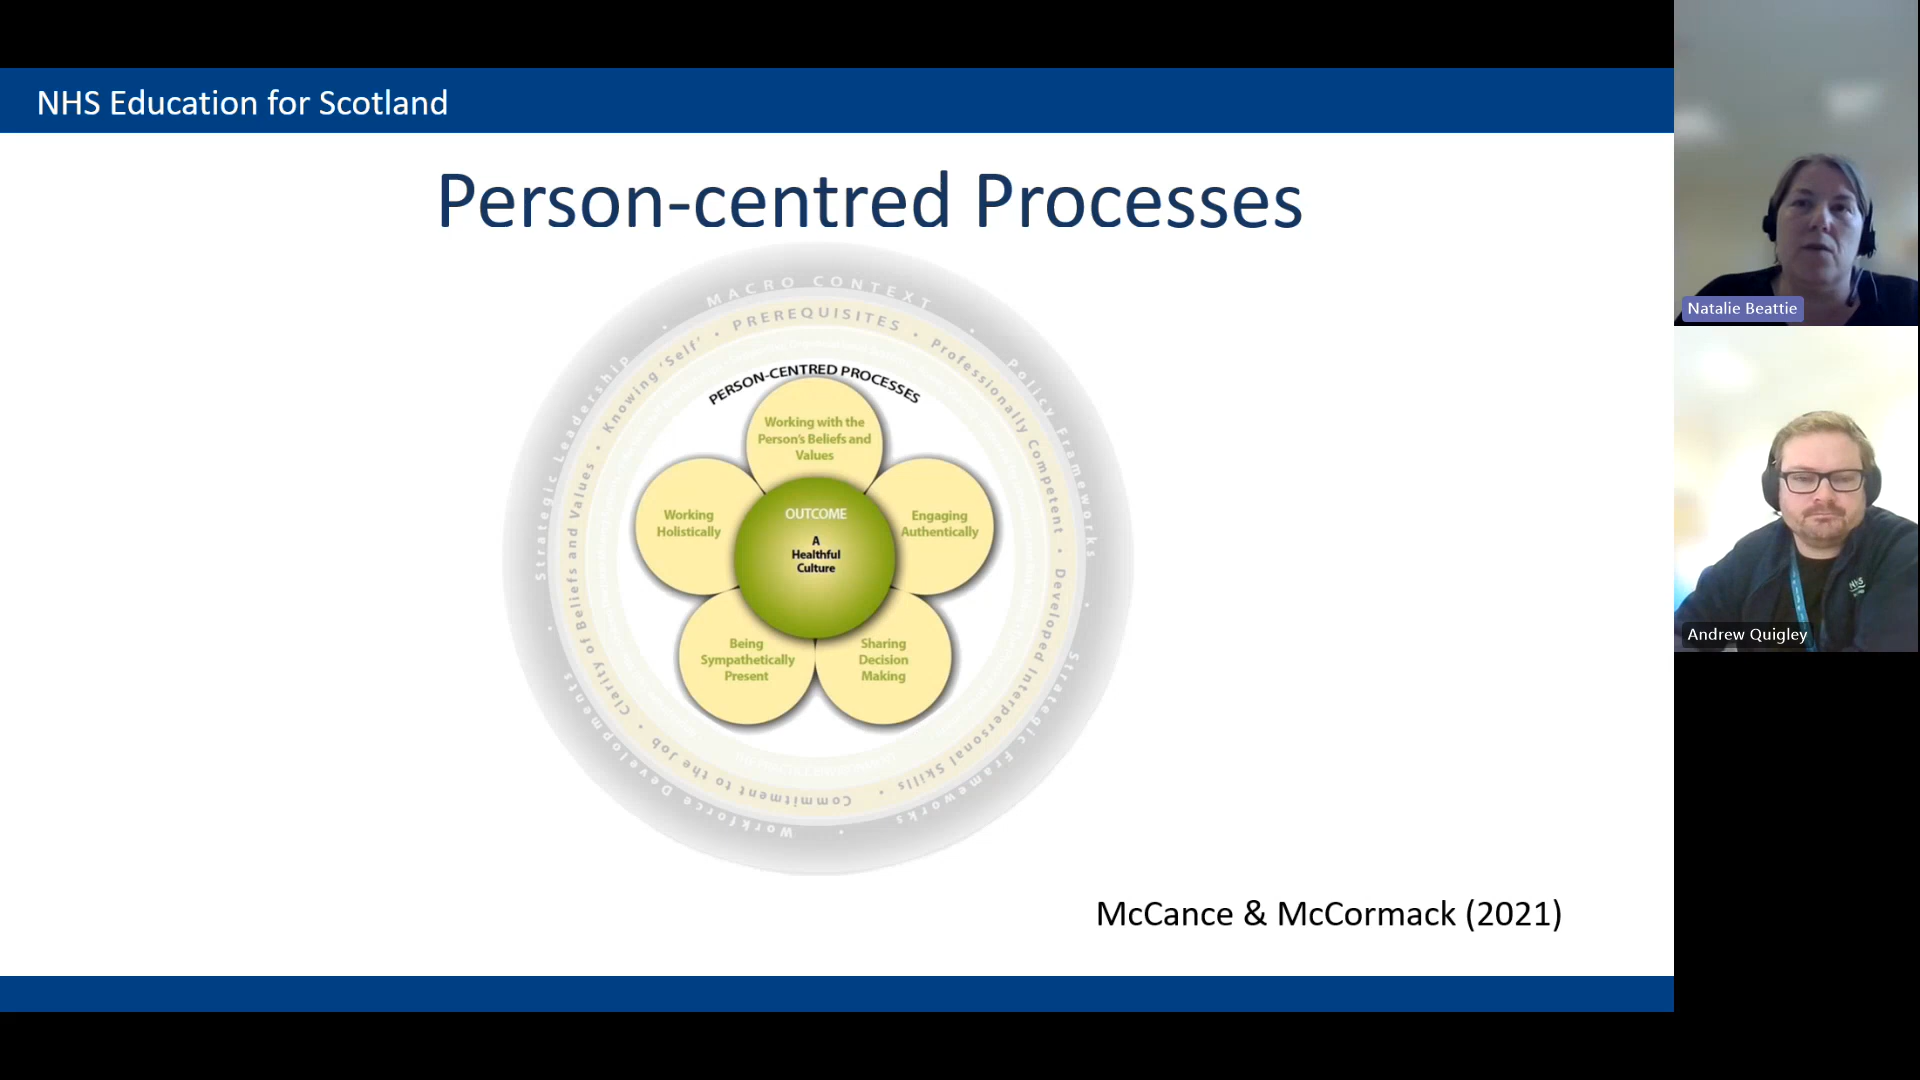 NHS Education for Scotland
Person-centred Processes
MACRO CONTEXT
• PREREQUISITES •
Professionally Competent •
Developed Interpersonal Skills •
Commitment to the Job •
Clarity of Beliefs and Values •
Knowing ‘Self’
Policy Frameworks •
Strategic Frameworks •
Workforce Developments •
Strategic Leadership •
PERSON-CENTRED PROCESSES
Working with the
Person's Beliefs and
Values
Engaging
Authentically
Sharing
Decision
Making
Being
Sympathetically
Present
Working
Holistically
OUTCOME
A
Healthful
Culture
McCance & McCormack (2021)
Natalie Beattie
NHS
Andrew Quigley